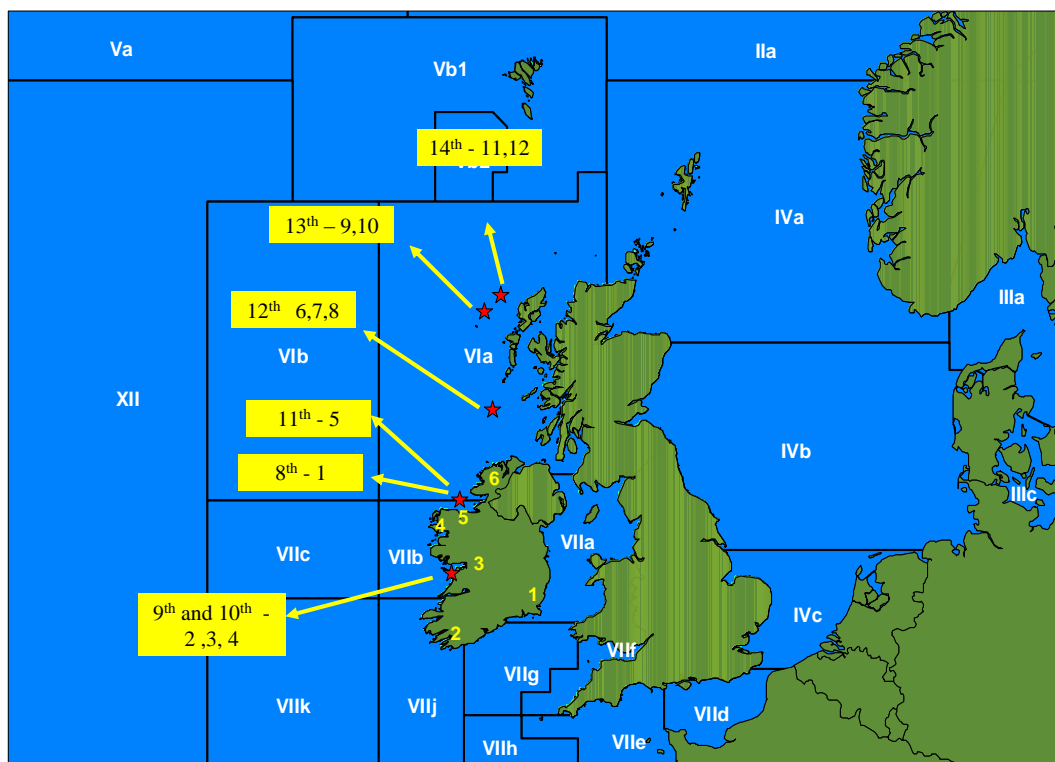 Va
IIa
Vb1
14th - 11,12
IVa
13th – 9,10
IIIa
12th 6,7,8
VIb
VIa
XII
11th - 5
IVb
8th - 1
6
IIIc
5
4
VIIc
VIIb
VIIa
3
1
9th and 10th -
2 ,3, 4
IVc
2
VIIf
VIIg
VIIk
VIIj
VIId
VIIh
VIIe